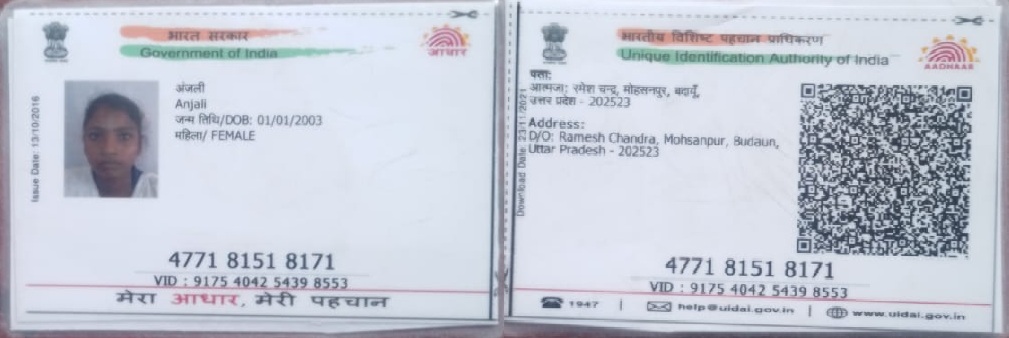 भारत सरकार
Government of India
आधार
Issue Date: 13/10/2016
अंजली
Anjali
जन्म तिथि/DOB: 01/01/2003
महिला/ FEMALE
4771 8151 8171
VID : 9175 4042 5439 8553
मेरा आधार, मेरी पहचान
भारतीय विशिष्ट पहचान प्राधिकरण
Unique Identification Authority of India
AADHAAR
Download Date: 23/11/2021
पता:
आत्मजा: रमेश चन्द्र, मोहसनपुर, बदायूँ,
उत्तर प्रदेश - 202523
Address:
D/O: Ramesh Chandra, Mohsanpur, Budaun,
Uttar Pradesh - 202523
4771 8151 8171
VID : 9175 4042 5439 8553
1947 | help@uidai.gov.in | www.uidai.gov.in